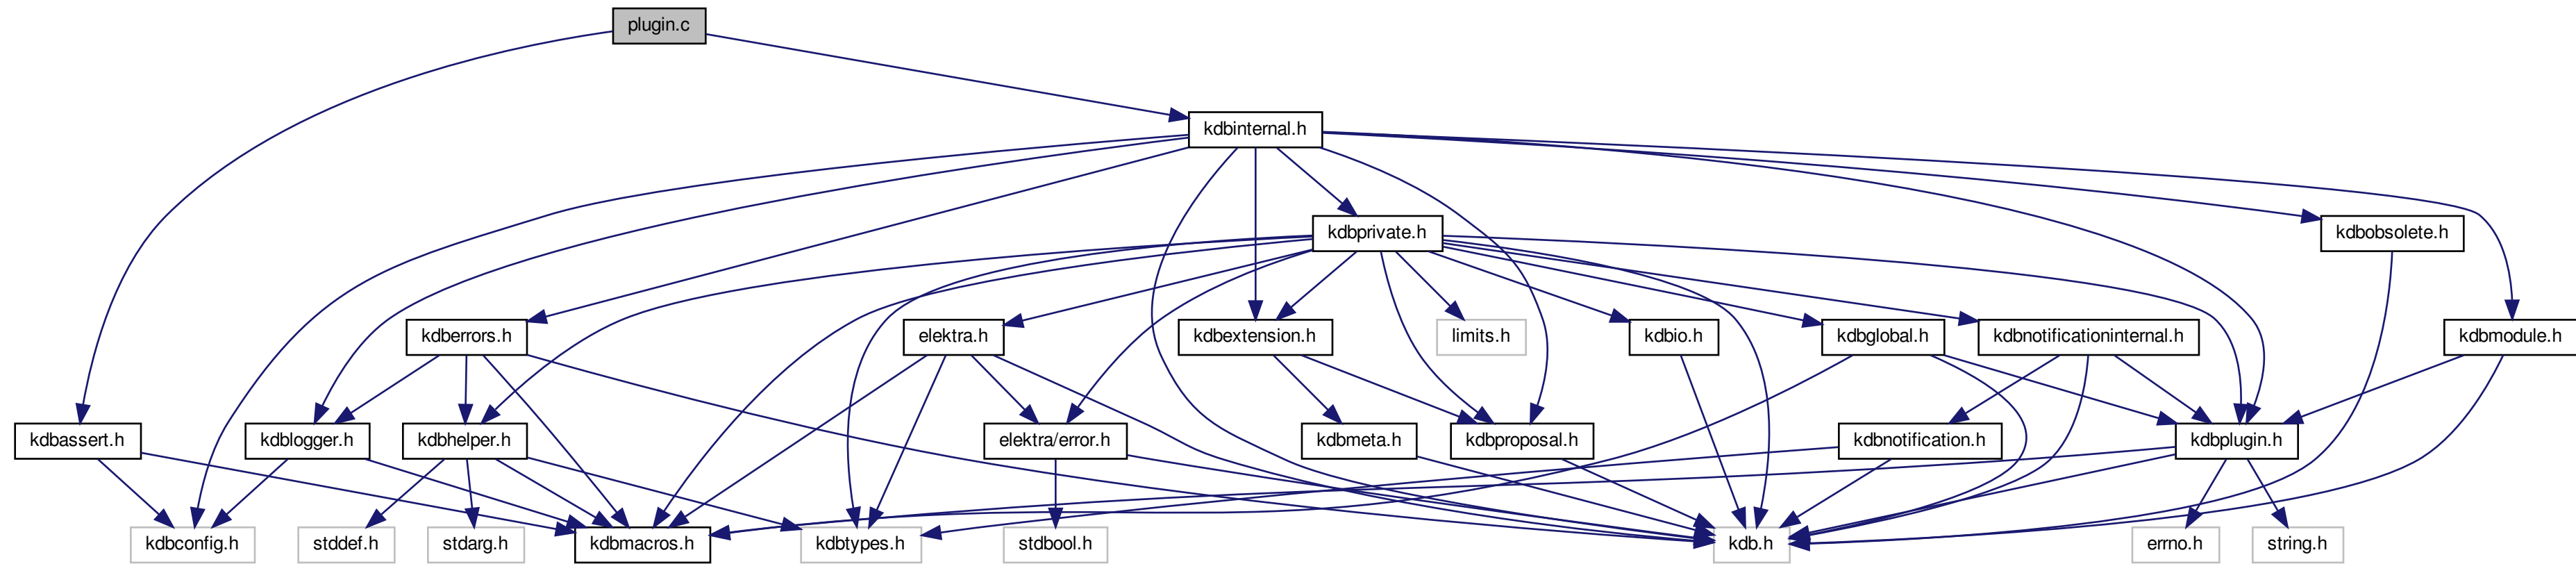 plugin.c
kdbinternal.h
kdbprivate.h
kdbobsolete.h
kdberrors.h
elektra.h
kdbextension.h
limits.h
kdbio.h
kdbglobal.h
kdbnotificationinternal.h
kdbmodule.h
kdbassert.h
kdblogger.h
kdbhelper.h
elektra/error.h
kdbmeta.h
kdbproposal.h
kdbnotification.h
kdbplugin.h
kdbconfig.h
stddef.h
stdarg.h
kdbmacros.h
kdbtypes.h
stdbool.h
kdb.h
errno.h
string.h